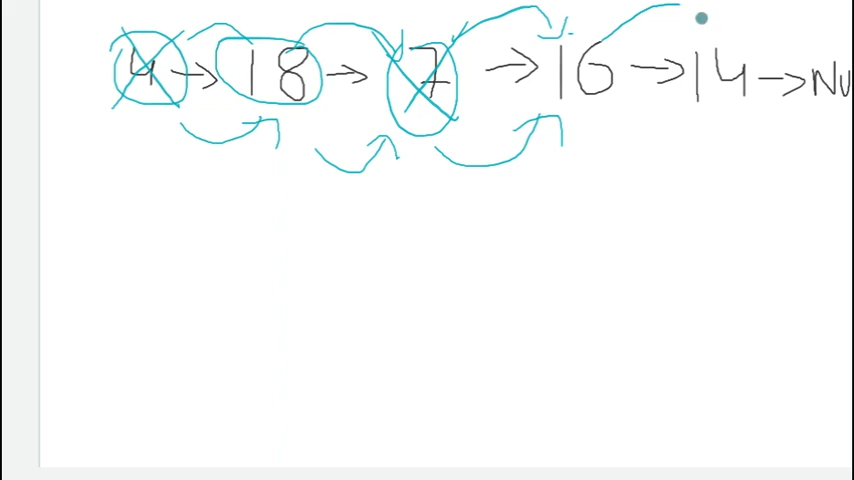 4 → 18 → 7 → 16 → 14 → Nu